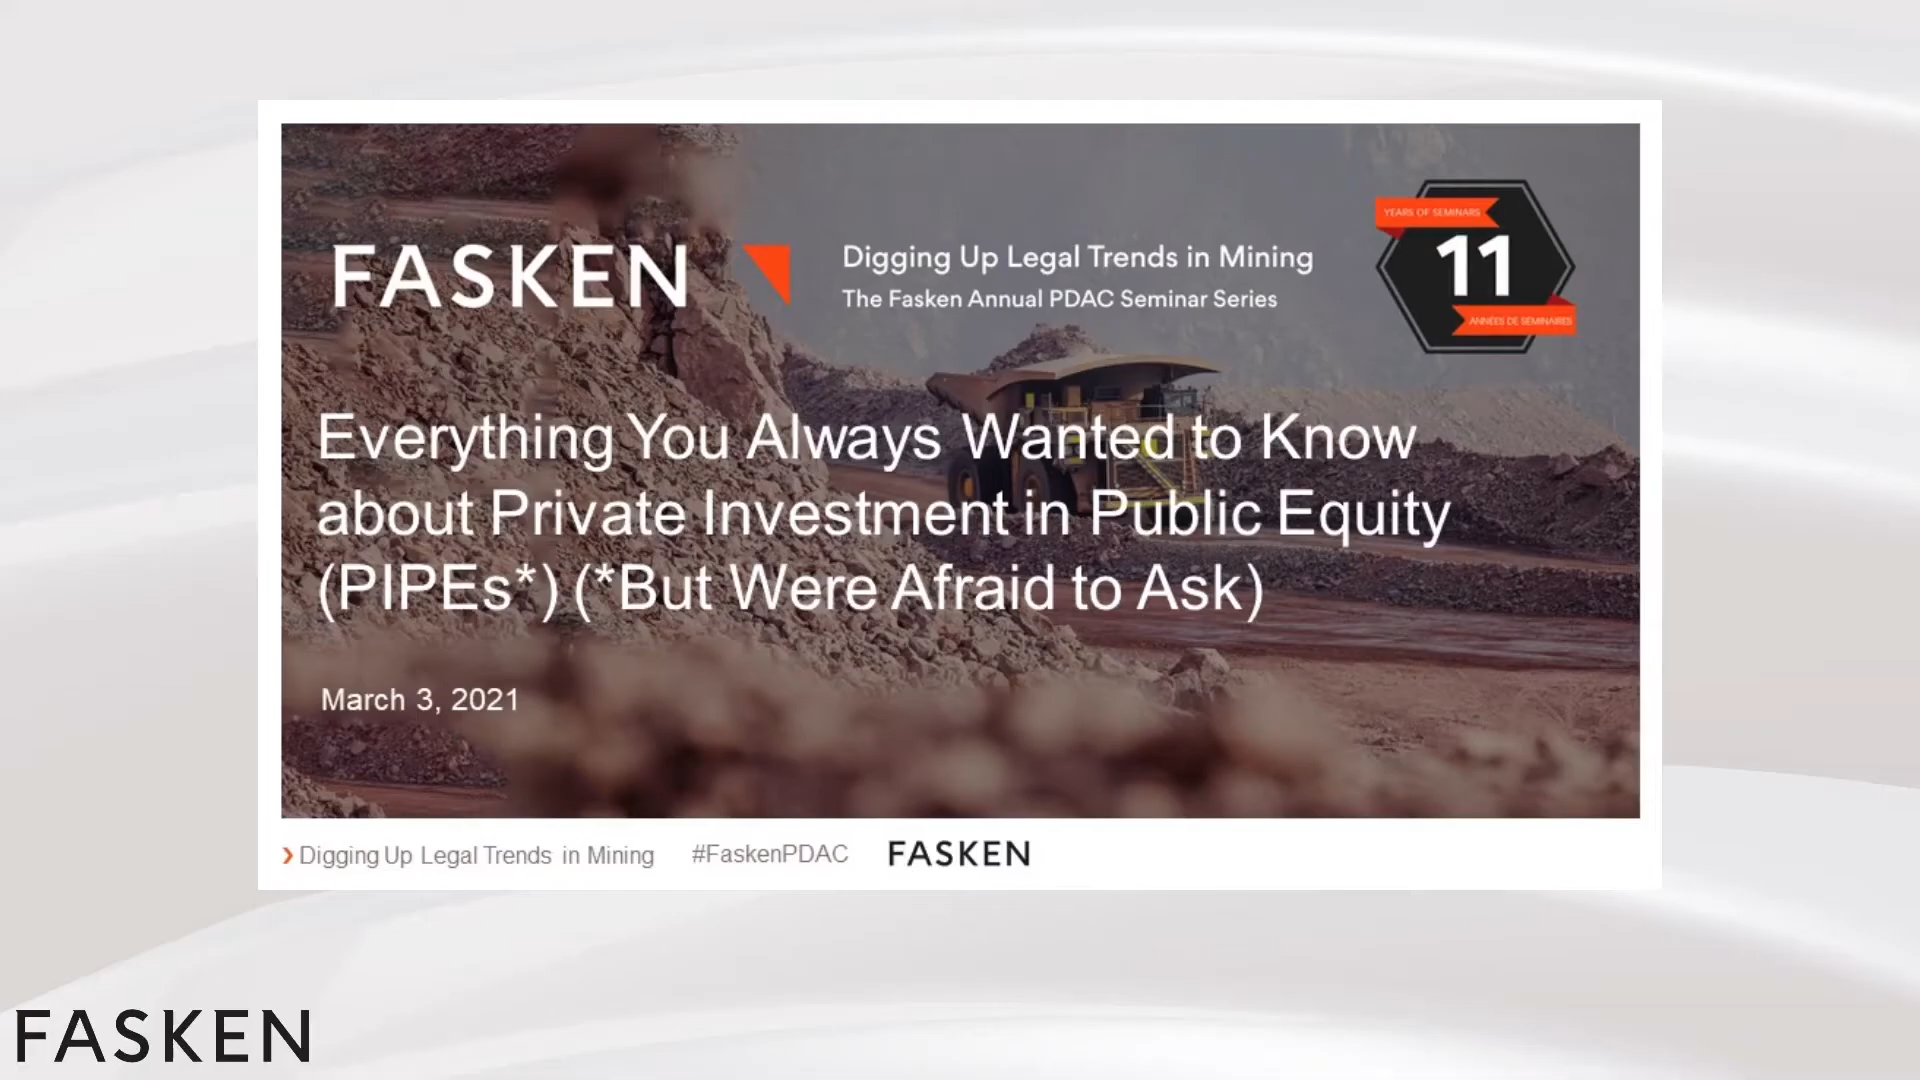 FASKEN
Digging Up Legal Trends in Mining
The Fasken Annual PDAC Seminar Series
YEARS OF SEMINARS
11
ANNÉES DE SÉMINAIRES
Everything You Always Wanted to Know
about Private Investment in Public Equity
(PIPEs*) (*But Were Afraid to Ask)
March 3, 2021
› Digging Up Legal Trends in Mining #FaskenPDAC FASKEN
FASKEN